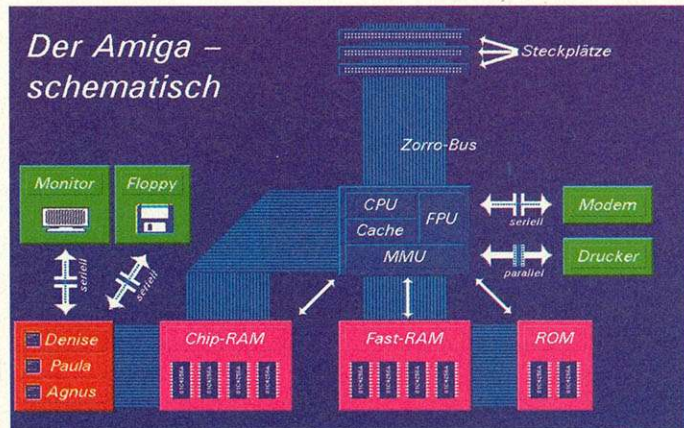 Der Amiga –
schematisch
Steckplätze
Zorro-Bus
Monitor
Floppy
CPU
FPU
Cache
MMU
seriell
Modem
parallel
Drucker
seriell
seriell
Denise
Paula
Agnus
Chip-RAM
Fast-RAM
ROM